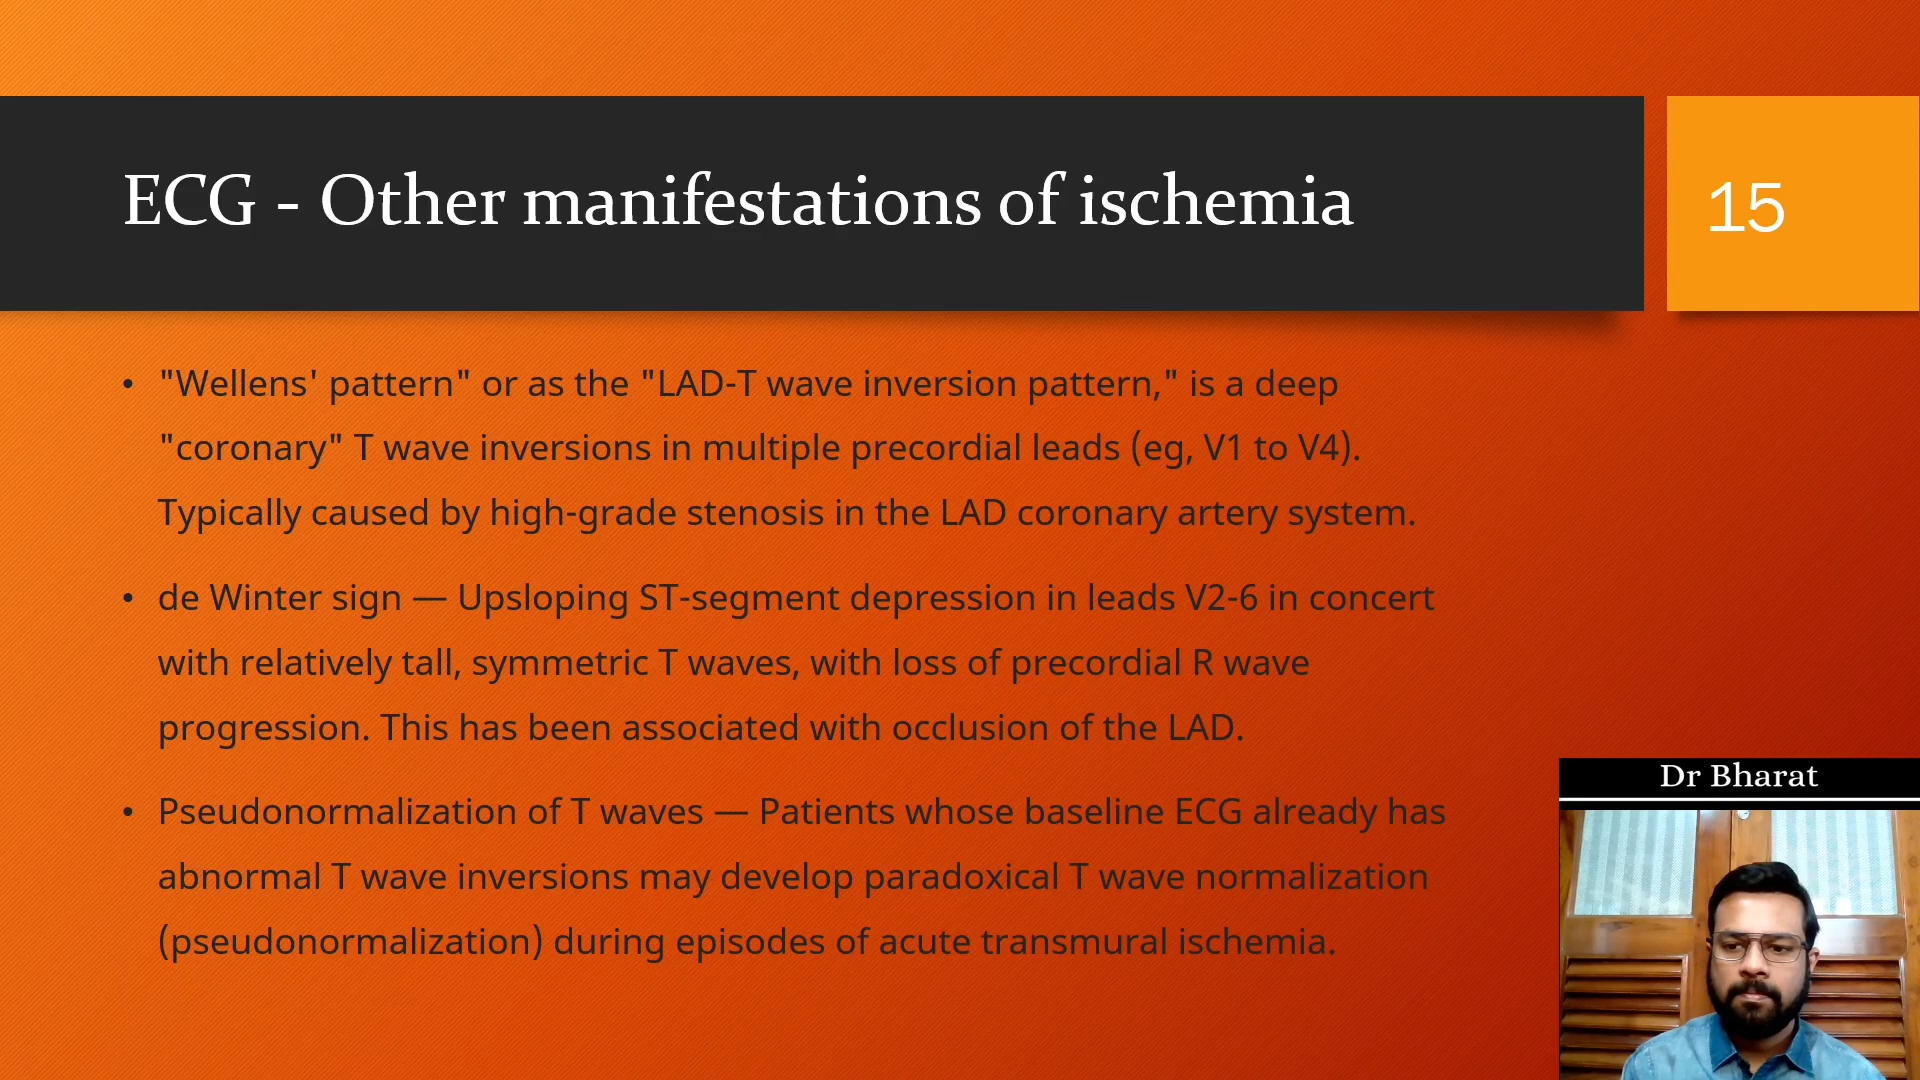 ECG - Other manifestations of ischemia
15
• "Wellens' pattern" or as the "LAD-T wave inversion pattern," is a deep
"coronary" T wave inversions in multiple precordial leads (eg, V1 to V4).
Typically caused by high-grade stenosis in the LAD coronary artery system.
• de Winter sign — Upsloping ST-segment depression in leads V2-6 in concert
with relatively tall, symmetric T waves, with loss of precordial R wave
progression. This has been associated with occlusion of the LAD.
• Pseudonormalization of T waves — Patients whose baseline ECG already has
abnormal T wave inversions may develop paradoxical T wave normalization
(pseudonormalization) during episodes of acute transmural ischemia.
Dr Bharat